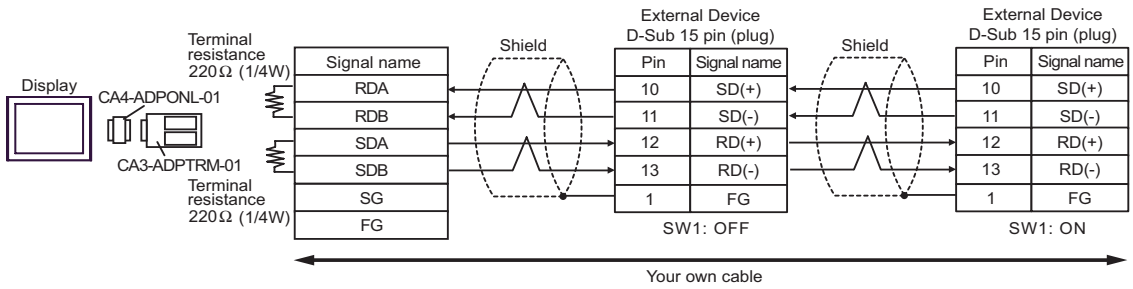 Display
CA4-ADPONL-01
CA3-ADPTRM-01
Terminal
resistance
220Ω (1/4W)
Terminal
resistance
220Ω (1/4W)
Signal name
RDA
RDB
SDA
SDB
SG
FG
Shield
External Device
D-Sub 15 pin (plug)
Pin Signal name
10 SD(+)
11 SD(-)
12 RD(+)
13 RD(-)
1 FG
SW1: OFF
Shield
External Device
D-Sub 15 pin (plug)
Pin Signal name
10 SD(+)
11 SD(-)
12 RD(+)
13 RD(-)
1 FG
SW1: ON
Your own cable